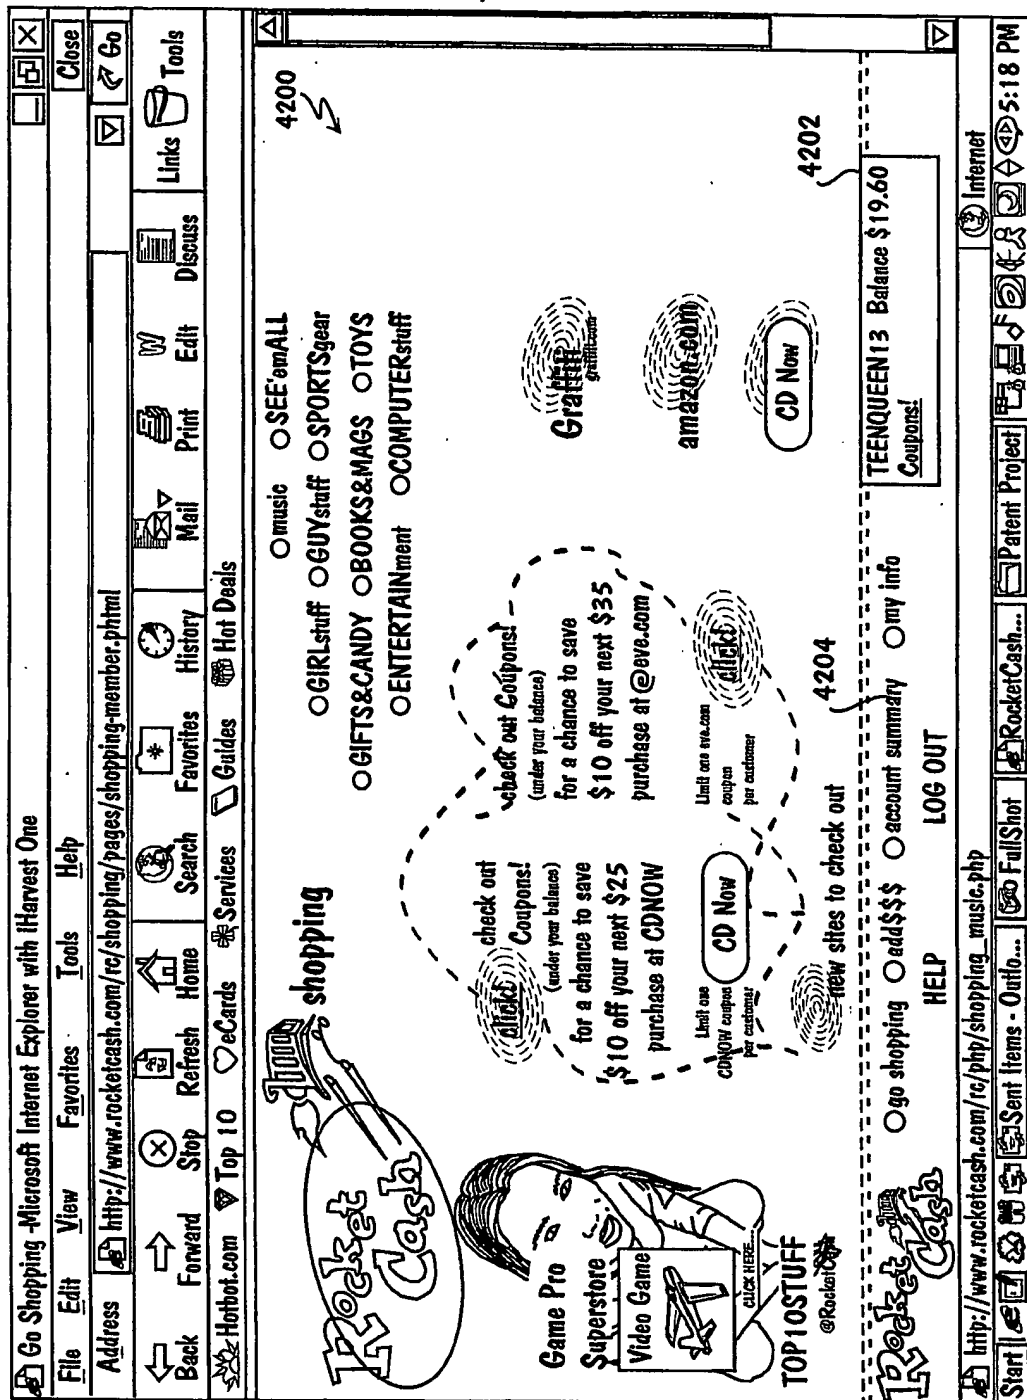 Go Shopping -Microsoft Internet Explorer with iHarvest One
File Edit View Favorites Tools Help Close
Address http://www.rocketcash.com/rc/shopping/pages/shopping-member.phtml Go
Back Forward Stop Refresh Home Search Favorites History Mail Print Edit Discuss Links Tools
Hotbot.com Top 10 eCards Services Guides Hot Deals
4200
Rocket
Cash
shopping
music SEE'emALL
GIRLstuff GUYstuff SPORTSgear
GIFTS&CANDY BOOKS&MAGS TOYS
ENTERTAINment COMPUTERstuff
Game Pro
Superstore
Video Game
CLICK HERE...
TOP10STUFF
click! check out
Coupons!
(under your balance)
for a chance to save
$10 off your next $25
purchase at CDNOW
Limit one
CDNOW coupon
per customer
CD Now
check out Coupons!
(under your balance)
for a chance to save
$10 off your next $35
purchase at @eve.com
Limit one eve.com
coupon
per customer
click!
Graffiti
graffiti.com
amazon.com
CD Now
new sites to check out
4204
4202
Rocket
Cash
go shopping add$$$ account summary my info
HELP LOG OUT
TEENQUEEN13 Balance $19.60
Coupons!
http://www.rocketcash.com/rc/php/shopping_music.php Internet
Start Sent Items - Outlo... FullShot RocketCash... Patent Project 5:18 PM